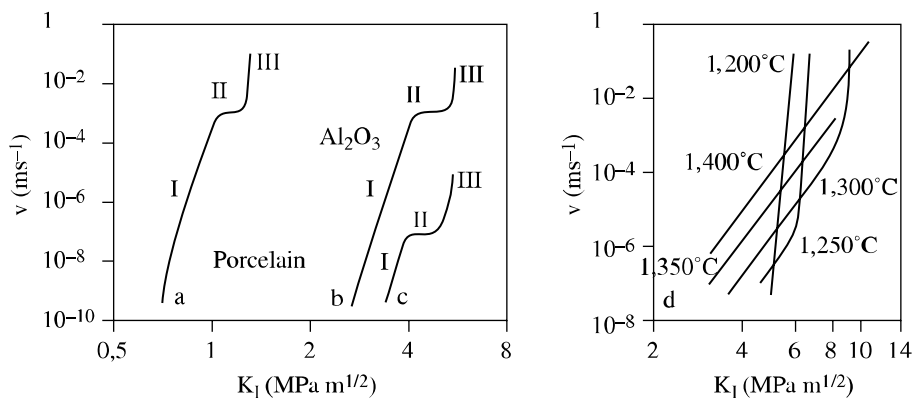 1
10⁻²
10⁻⁴
10⁻⁶
10⁻⁸
10⁻¹⁰
v (ms⁻¹)
III
II
I
a
Porcelain
Al₂O₃
III
II
I
b
III
II
I
c
0,5 1 2 4 8
K_I (MPa m^1/2)
1
10⁻²
10⁻⁴
10⁻⁶
10⁻⁸
v (ms⁻¹)
1,200°C
1,400°C
1,300°C
1,250°C
1,350°C
d
2 4 6 8 10 14
K_I (MPa m^1/2)